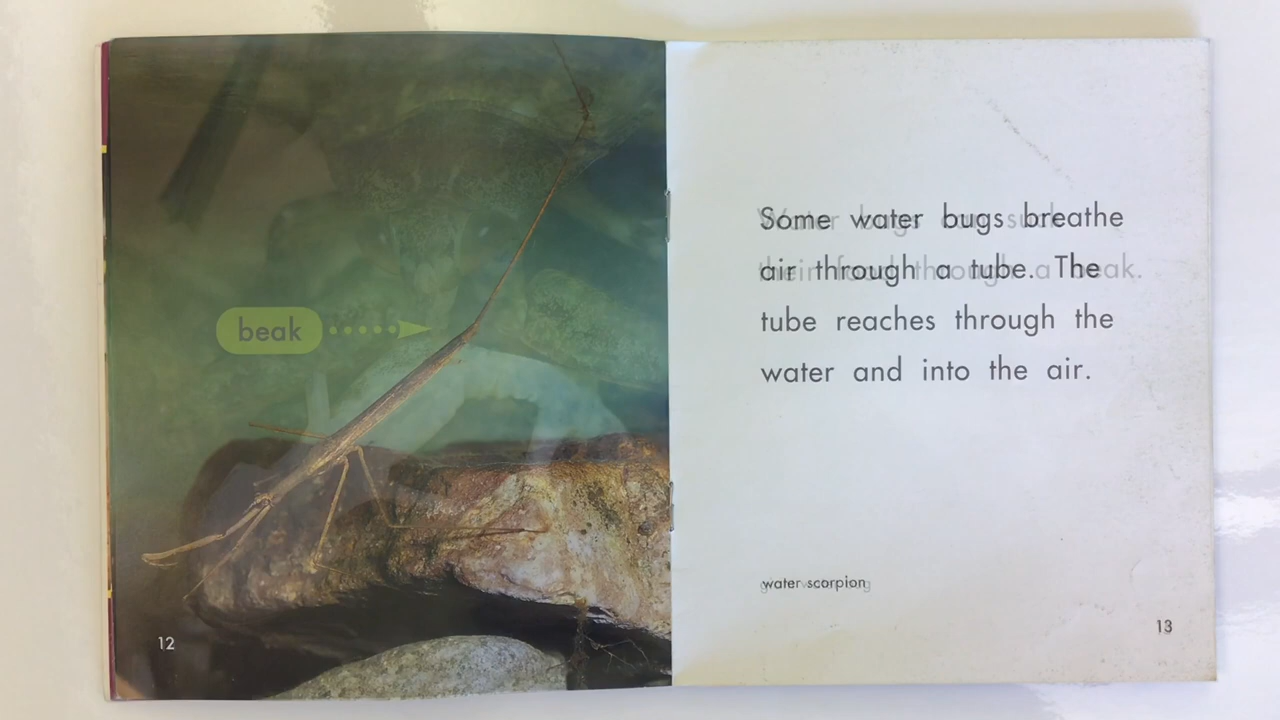 beak
12
Some water bugs breathe
air through a tube. The
tube reaches through the
water and into the air.
water scorpion
13